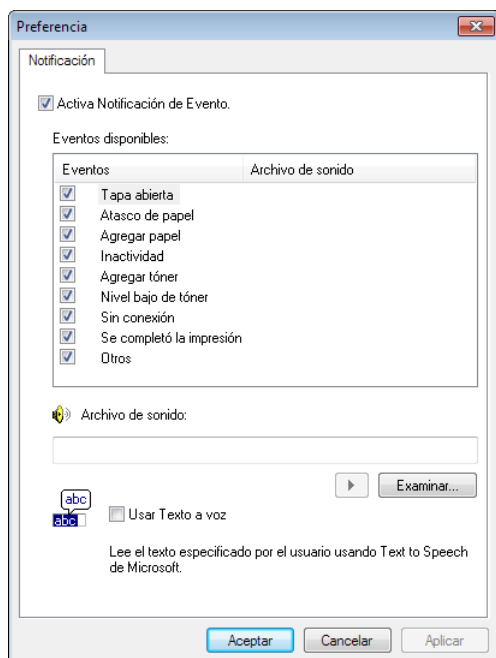 Preferencia
Notificación
Activa Notificación de Evento.
Eventos disponibles:
Eventos Archivo de sonido
Tapa abierta
Atasco de papel
Agregar papel
Inactividad
Agregar tóner
Nivel bajo de tóner
Sin conexión
Se completó la impresión
Otros
Archivo de sonido:
Examinar...
abc
abc
Usar Texto a voz
Lee el texto especificado por el usuario usando Text to Speech
de Microsoft.
Aceptar Cancelar Aplicar